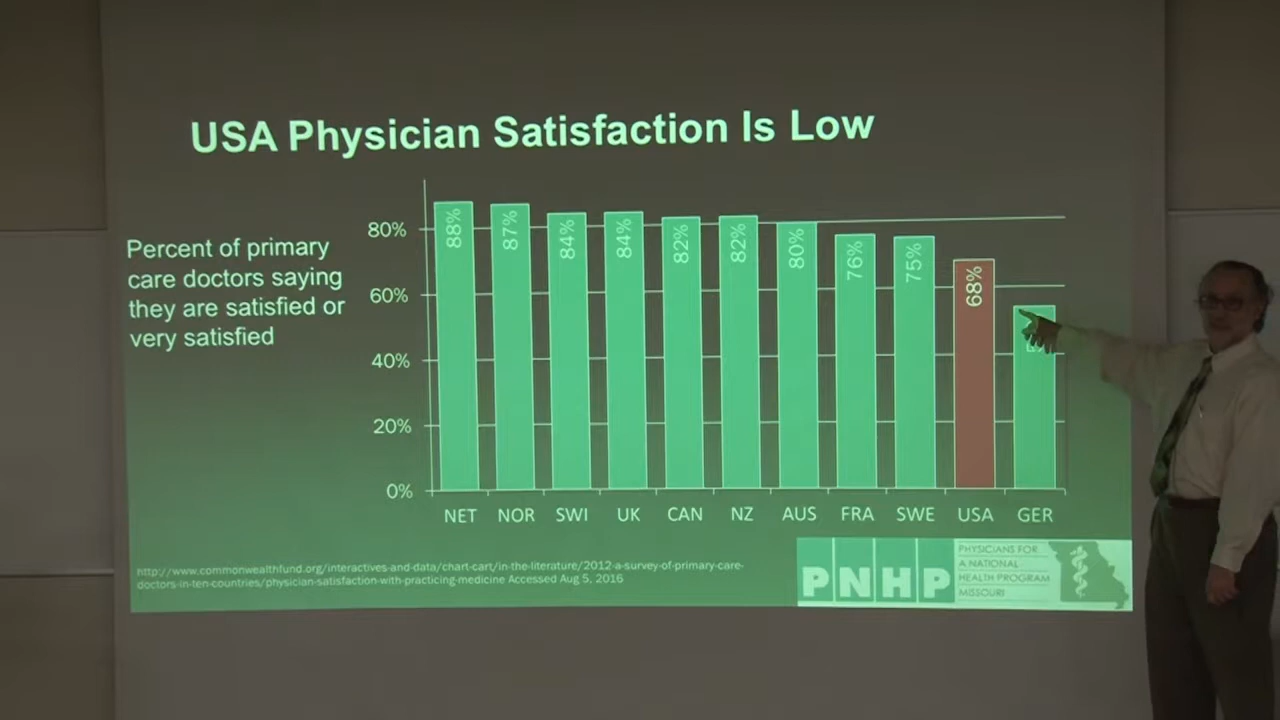 USA Physician Satisfaction Is Low
Percent of primary
care doctors saying
they are satisfied or
very satisfied
80%
60%
40%
20%
0%
88%
87%
84%
84%
82%
82%
80%
76%
75%
68%
NET
NOR
SWI
UK
CAN
NZ
AUS
FRA
SWE
USA
GER
http://www.commonwealthfund.org/interactives-and-data/chart-cart/in-the-literature/2012-a-survey-of-primary-care-
doctors-in-ten-countries/physician-satisfaction-with-practicing-medicine Accessed Aug 5, 2016
PNHP
PHYSICIANS FOR
A NATIONAL
HEALTH PROGRAM
MISSOURI